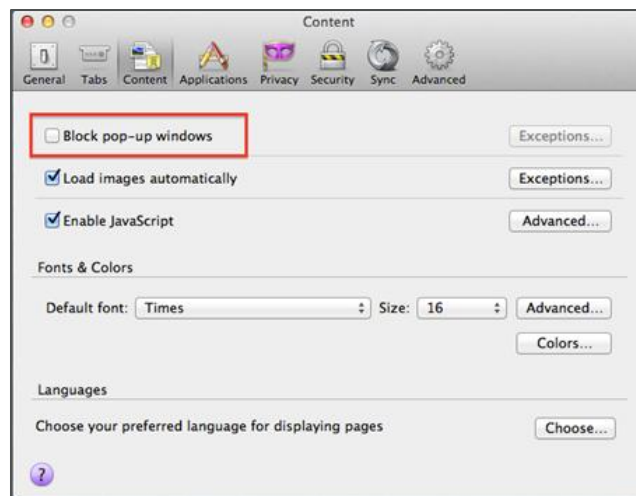 Content
General Tabs Content Applications Privacy Security Sync Advanced
Block pop-up windows Exceptions...
Load images automatically Exceptions...
Enable JavaScript Advanced...
Fonts & Colors
Default font: Times Size: 16 Advanced...
Colors...
Languages
Choose your preferred language for displaying pages Choose...
?